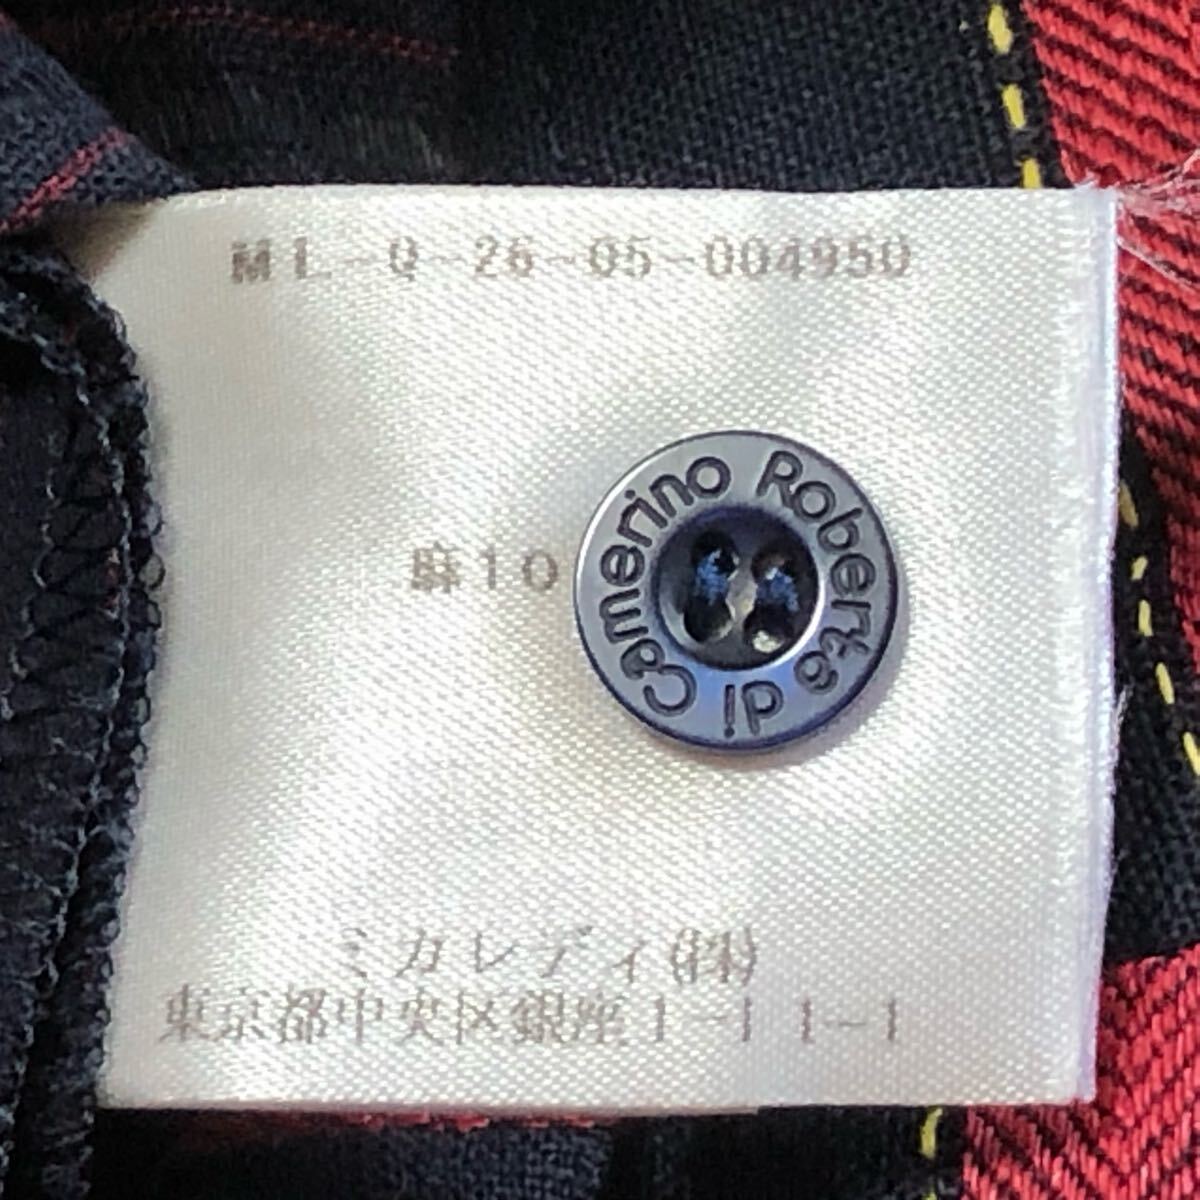 ML-Q-26-05-004950
麻10
Roberta di Camerino
ミカレディ(株)
東京都中央区銀座1-11-1